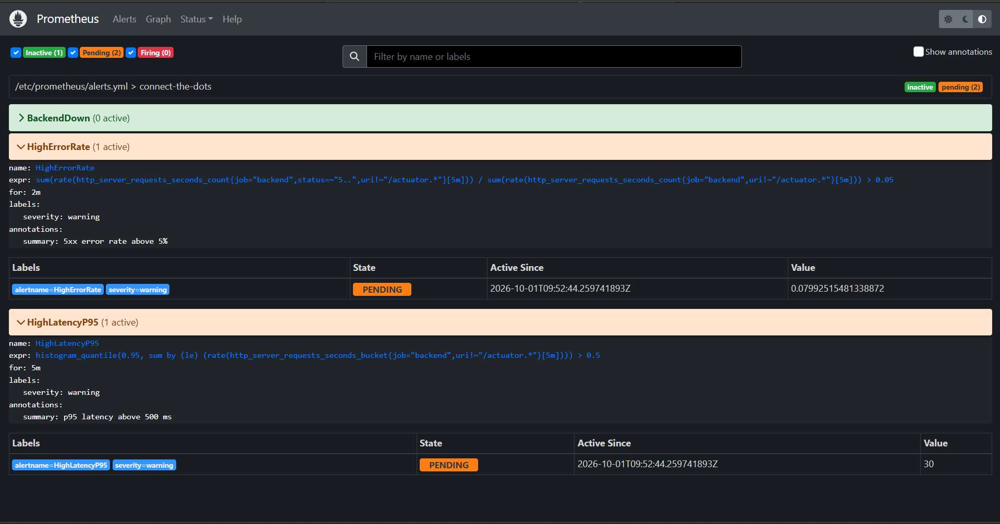 Prometheus Alerts Graph Status Help
Inactive (1) Pending (2) Firing (0) Filter by name or labels Show annotations
/etc/prometheus/alerts.yml > connect-the-dots inactive pending (2)
BackendDown (0 active)
HighErrorRate (1 active)
name: HighErrorRate
expr: sum(rate(http_server_requests_seconds_count{job="backend",status=~"5..",uri!~"/actuator.*"}[5m])) / sum(rate(http_server_requests_seconds_count{job="backend",uri!~"/actuator.*"}[5m])) > 0.05
for: 2m
labels:
severity: warning
annotations:
summary: 5xx error rate above 5%
Labels State Active Since Value
alertname=HighErrorRate severity=warning PENDING 2026-10-01T09:52:44.259741893Z 0.07992515481338872
HighLatencyP95 (1 active)
name: HighLatencyP95
expr: histogram_quantile(0.95, sum by (le) (rate(http_server_requests_seconds_bucket{job="backend",uri!~"/actuator.*"}[5m]))) > 0.5
for: 5m
labels:
severity: warning
annotations:
summary: p95 latency above 500 ms
Labels State Active Since Value
alertname=HighLatencyP95 severity=warning PENDING 2026-10-01T09:52:44.259741893Z 30